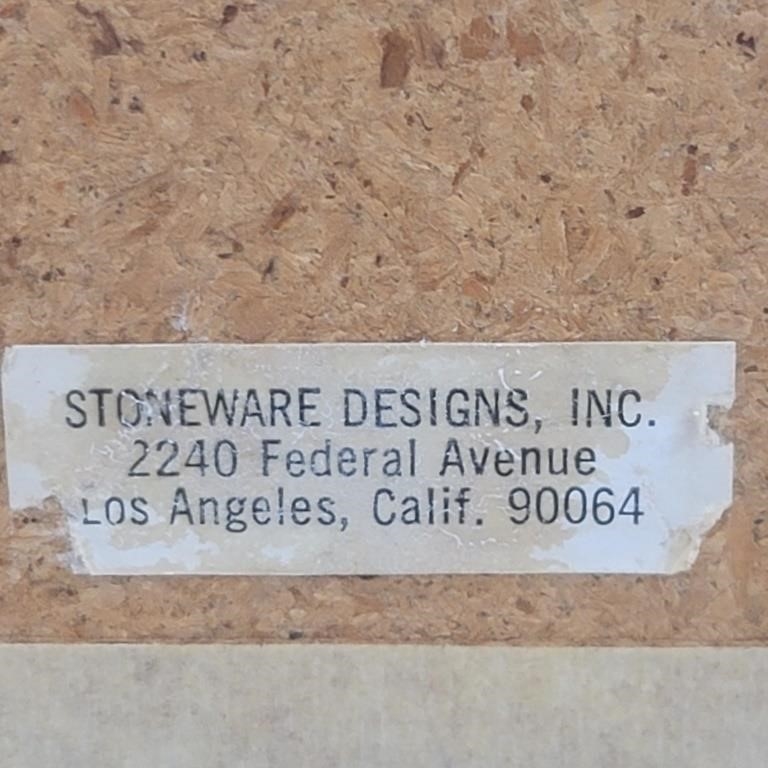 STONEWARE DESIGNS, INC.
2240 Federal Avenue
Los Angeles, Calif. 90064